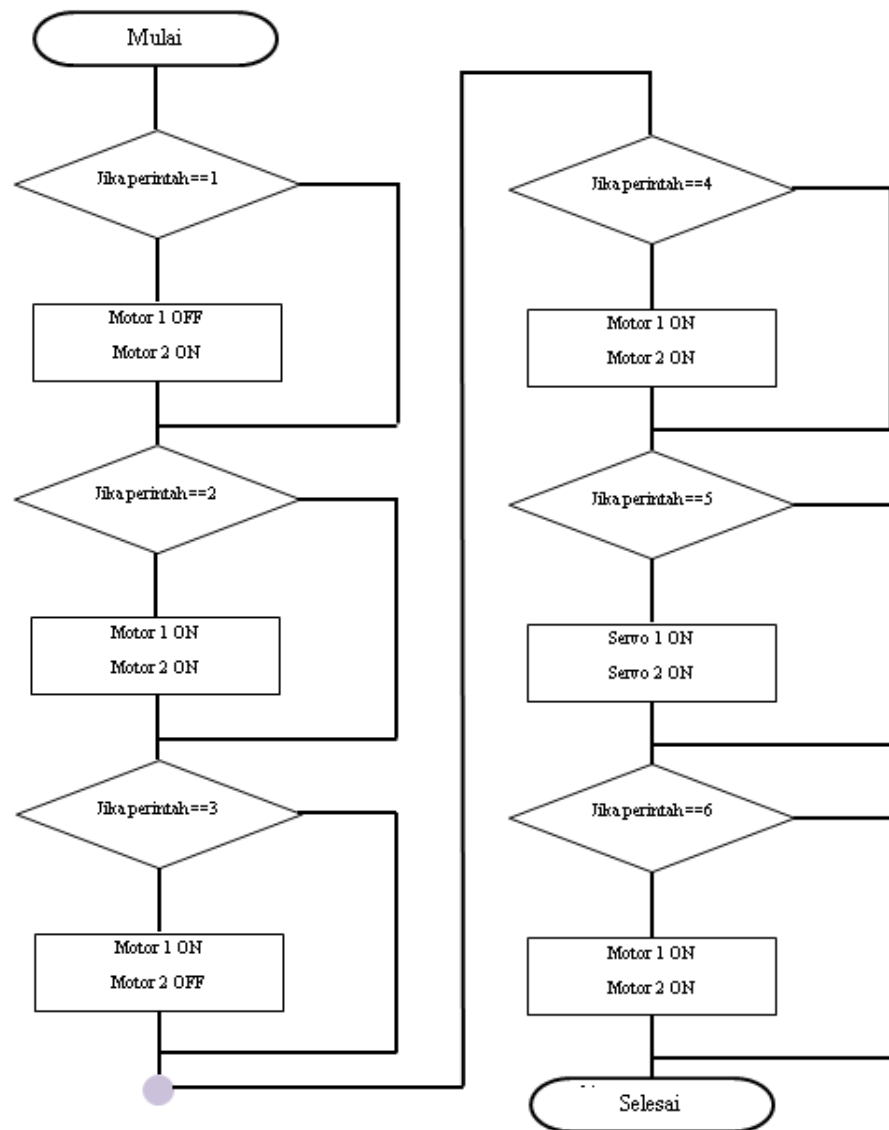 Mulai
Jika perintah==1
Motor 1 OFF
Motor 2 ON
Jika perintah==2
Motor 1 ON
Motor 2 ON
Jika perintah==3
Motor 1 ON
Motor 2 OFF
Jika perintah==4
Motor 1 ON
Motor 2 ON
Jika perintah==5
Servo 1 ON
Servo 2 ON
Jika perintah==6
Motor 1 ON
Motor 2 ON
Selesai